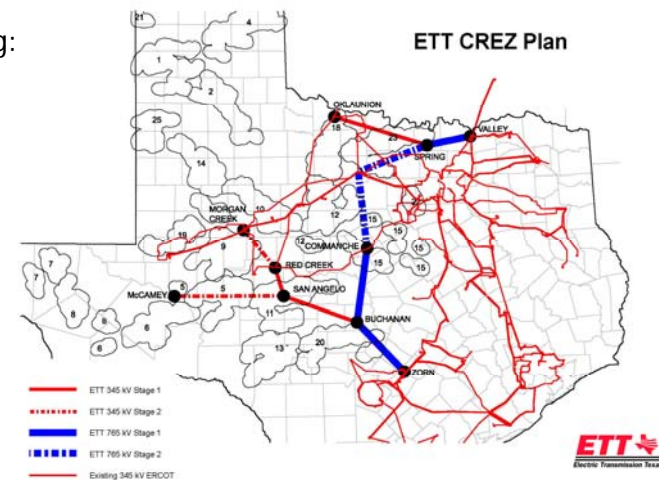 g:
ETT CREZ Plan
21
4
1
2
25
14
OKLAUNION
18
23
VALLEY
SPRING
MORGAN
CREEK
10
12
15
19
9
12
COMMANCHE
15
15
15
15
RED CREEK
7
7
8
McCAMEY
5
5
SAN ANGELO
11
6
6
6
BUCHANAN
13
20
ZORN
ETT 345 kV Stage 1
ETT 345 kV Stage 2
ETT 765 kV Stage 1
ETT 765 kV Stage 2
Existing 345 kV ERCOT
ETT
Electric Transmission Texas